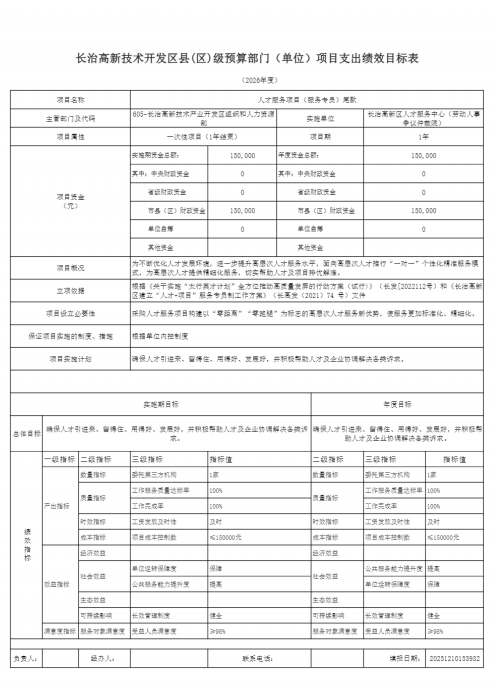 长治高新技术开发区县(区)级预算部门（单位）项目支出绩效目标表
（2026年度）
项目名称 人才服务项目（服务专员）尾款
主管部门及代码 605-长治高新技术产业开发区组织和人力资源部 实施单位 长治高新区人才服务中心（劳动人事争议仲裁院）
项目属性 一次性项目（1年结束） 项目期 1年
项目资金（元） 实施期资金总额： 150,000 年度资金总额： 150,000
其中：中央财政资金 0 其中：中央财政资金 0
省级财政资金 0 省级财政资金 0
市县（区）财政资金 150,000 市县（区）财政资金 150,000
单位自筹 0 单位自筹 0
其他资金 其他资金
项目概况 为不断优化人才发展环境，进一步提升高层次人才服务水平，面向高层次人才推行“一对一”个性化精准服务模式，为高层次人才提供精细化服务，切实帮助人才及项目排忧解难。
立项依据 根据《关于实施“太行英才计划”全方位推动高质量发展的行动方案（试行）》（长发[2022]12号）和《长治高新区建立“人才+项目”服务专员制工作方案》（长高发（2021）74 号）文件
项目设立必要性 采购人才服务项目构建以“零距离”“零跑腿”为标志的高层次人才服务新优势，使服务更加标准化、精细化。
保证项目实施的制度、措施 根据单位内控制度
项目实施计划 确保人才引进来、留得住、用得好、发展好，并积极帮助人才及企业协调解决各类诉求。
实施期目标 年度目标
总体目标 确保人才引进来、留得住、用得好、发展好，并积极帮助人才及企业协调解决各类诉求。 确保人才引进来、留得住、用得好、发展好，并积极帮助人才及企业协调解决各类诉求。
绩效指标 一级指标 二级指标 三级指标 指标值 二级指标 三级指标 指标值
产出指标 数量指标 委托第三方机构 1家 数量指标 委托第三方机构 1家
质量指标 工作服务质量达标率 100% 质量指标 工作服务质量达标率 100%
工作完成率 100% 工作完成率 100%
时效指标 工资发放及时性 及时 时效指标 工资发放及时性 及时
成本指标 项目成本控制数 ≤150000元 成本指标 项目成本控制数 ≤150000元
效益指标 经济效益 经济效益
社会效益 单位运转保障度 保障 社会效益 公共服务能力提升度 提高
公共服务能力提升度 提高 单位运转保障度 保障
生态效益 生态效益
可持续影响 长效管理制度 健全 可持续影响 长效管理制度 健全
满意度指标 服务对象满意度 受益人员满意度 ≥98% 服务对象满意度 受益人员满意度 ≥98%
负责人： 经办人： 联系电话： 填报日期： 20251210153932